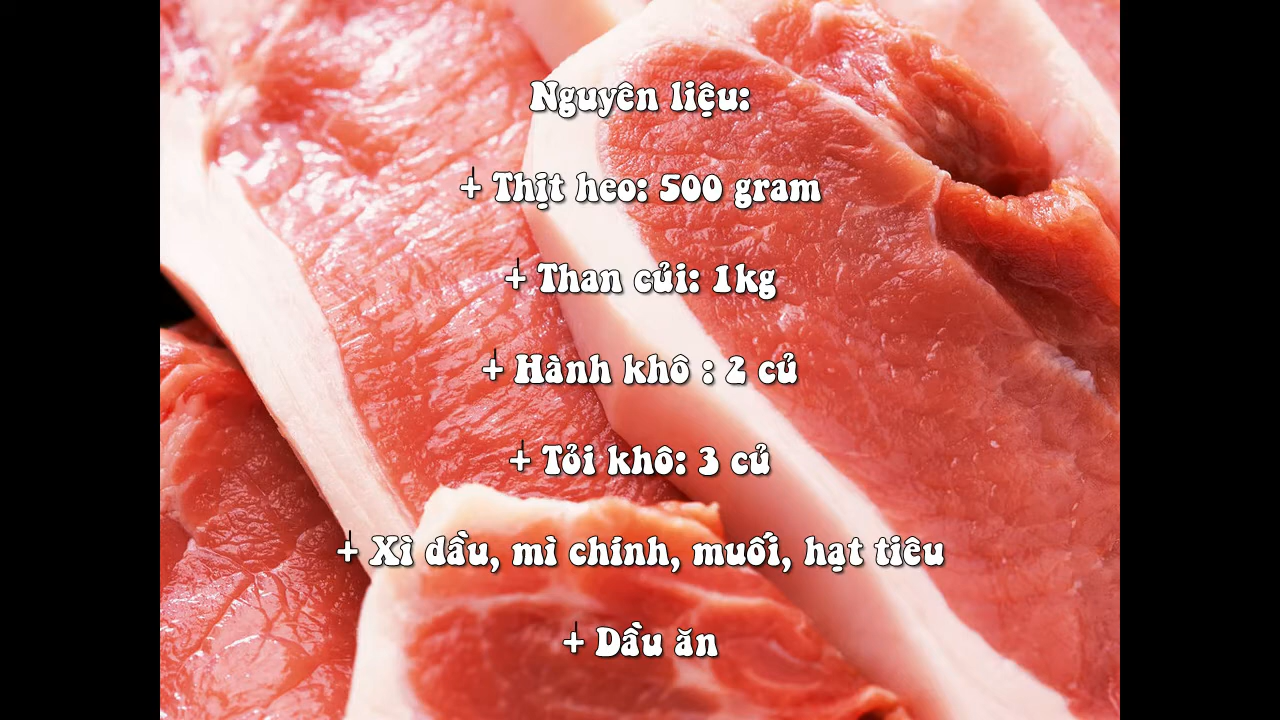 Nguyên liệu:
+ Thịt heo: 500 gram
+ Than củi: 1kg
+ Hành khô : 2 củ
+ Tỏi khô: 3 củ
+ Xì dầu, mì chính, muối, hạt tiêu
+ Dầu ăn